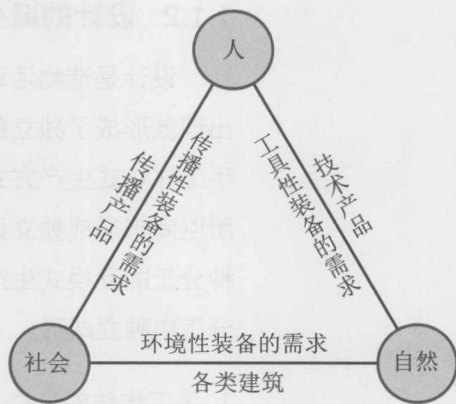 人
传播性装备的需求
传播产品
技术产品
工具性装备的需求
社会
环境性装备的需求
各类建筑
自然